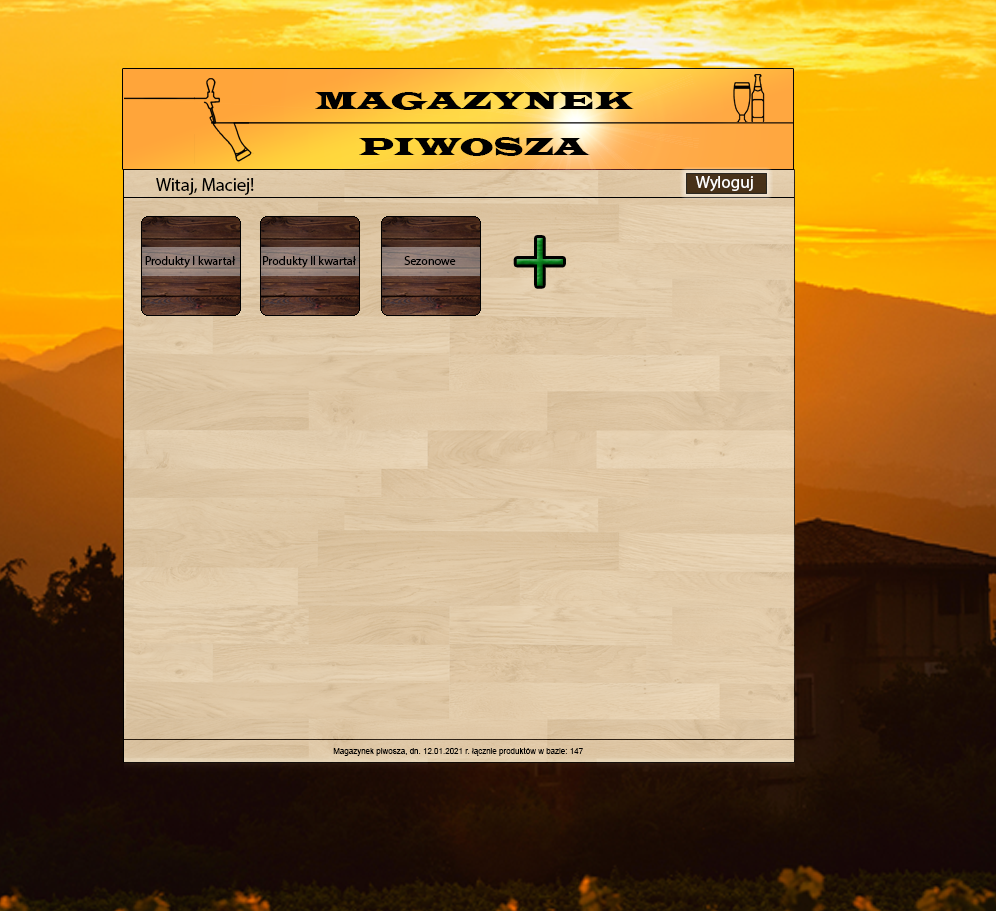 MAGAZYNEK
PIWOSZA
Witaj, Maciej!
Wyloguj
Produkty I kwartał
Produkty II kwartał
Sezonowe
Magazynek piwosza, dn. 12.01.2021 r. łącznie produktów w bazie: 147